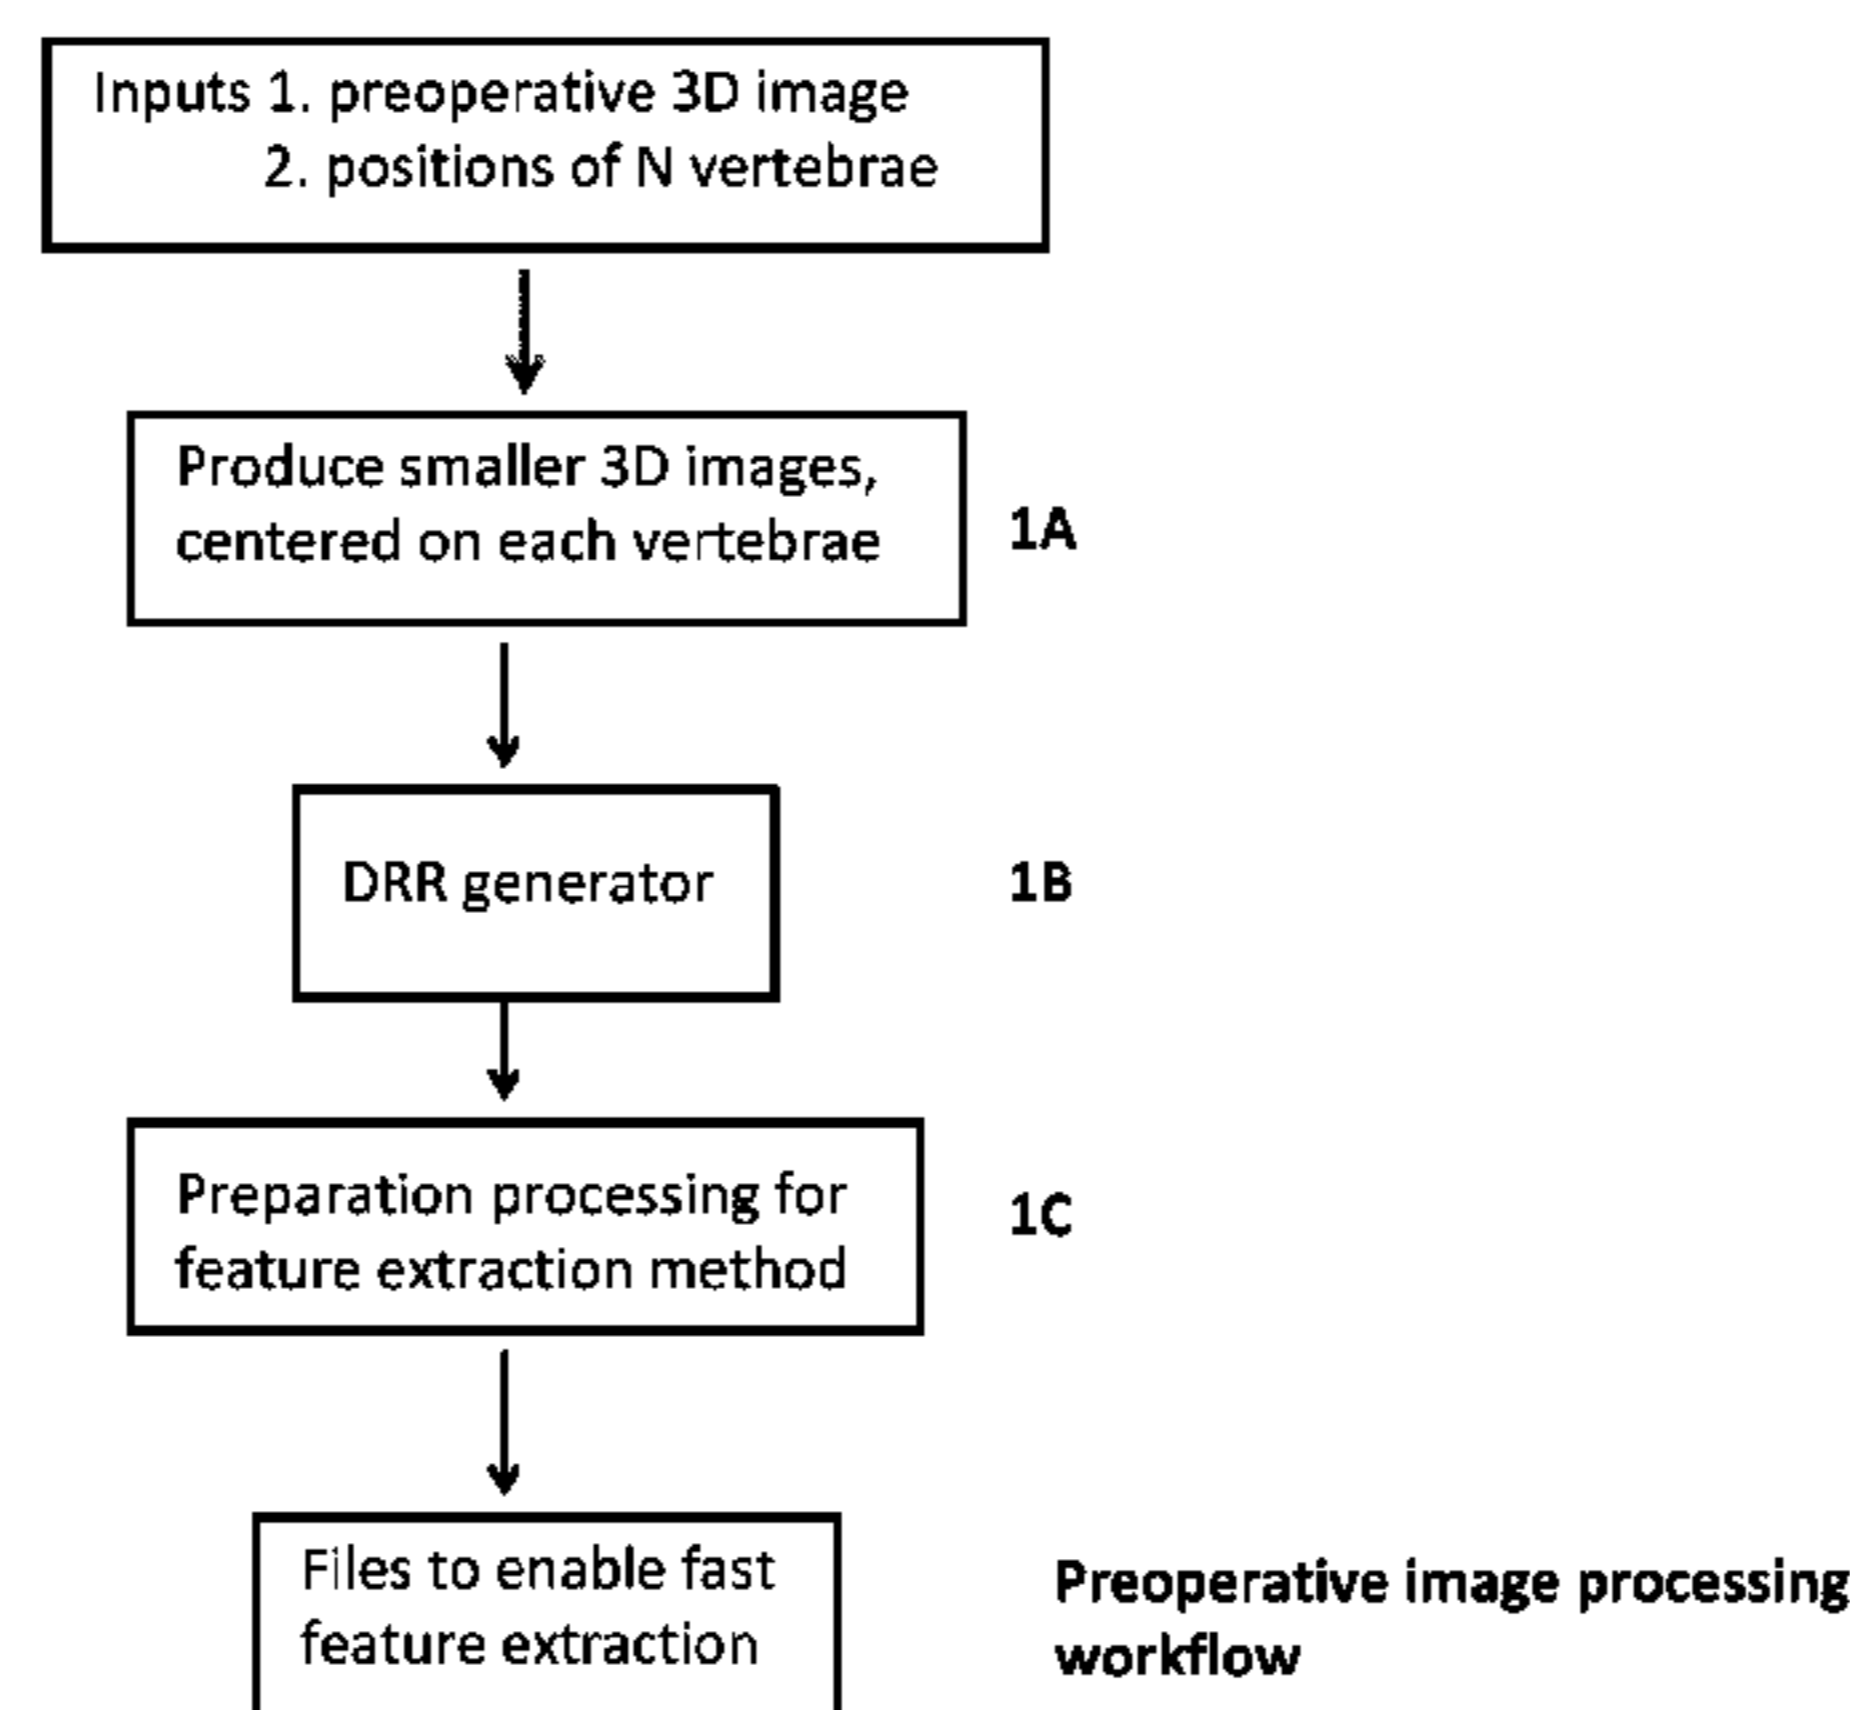 Inputs 1. preoperative 3D image
2. positions of N vertebrae
Produce smaller 3D images,
centered on each vertebrae
1A
DRR generator
1B
Preparation processing for
feature extraction method
1C
Files to enable fast
feature extraction
Preoperative image processing
workflow